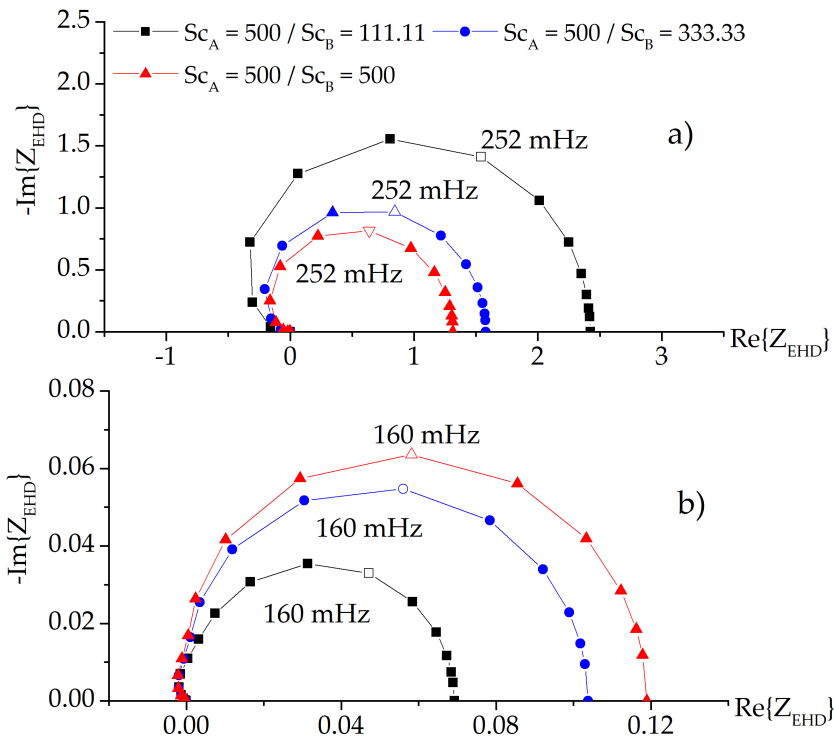 2.5
Sc_A = 500 / Sc_B = 111.11
Sc_A = 500 / Sc_B = 333.33
Sc_A = 500 / Sc_B = 500
2.0
a)
252 mHz
1.5
-Im{Z_EHD}
252 mHz
1.0
252 mHz
0.5
0.0
-1 0 1 2 3
Re{Z_EHD}
0.08
160 mHz
0.06
b)
-Im{Z_EHD}
160 mHz
0.04
160 mHz
0.02
0.00
0.00 0.04 0.08 0.12
Re{Z_EHD}